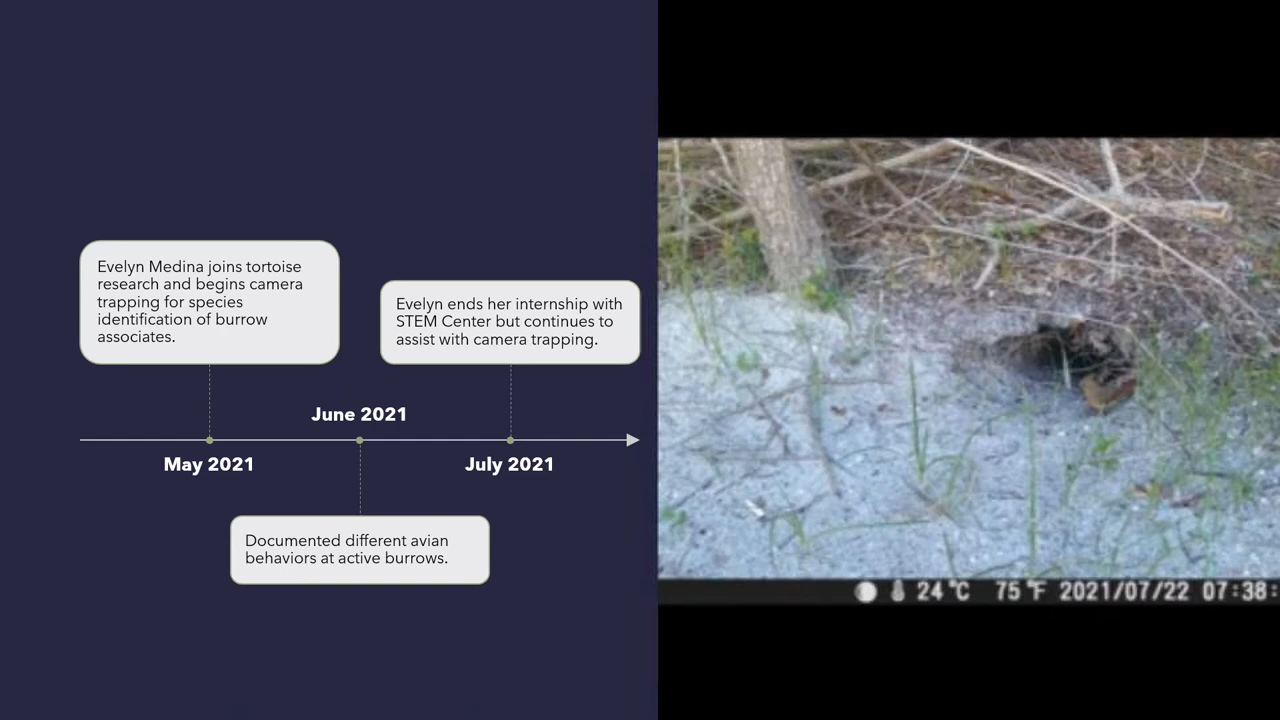 Evelyn Medina joins tortoise
research and begins camera
trapping for species
identification of burrow
associates.
Evelyn ends her internship with
STEM Center but continues to
assist with camera trapping.
June 2021
May 2021
July 2021
Documented different avian
behaviors at active burrows.
24°C 75°F 2021/07/22 07:38: